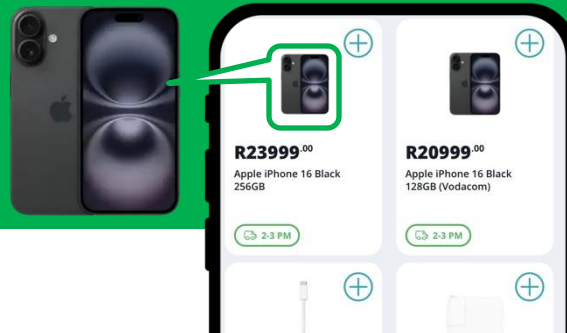 R23999.00
Apple iPhone 16 Black
256GB
2-3 PM
R20999.00
Apple iPhone 16 Black
128GB (Vodacom)
2-3 PM